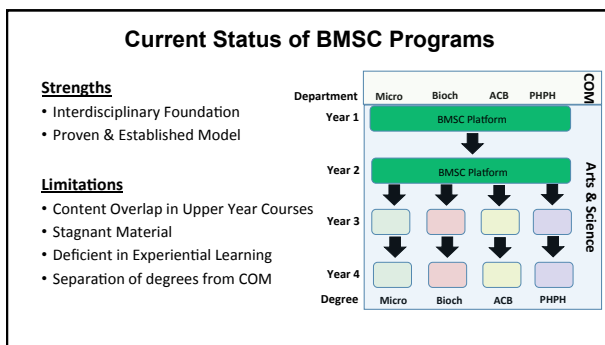 Current Status of BMSC Programs
Strengths
• Interdisciplinary Foundation
• Proven & Established Model
Limitations
• Content Overlap in Upper Year Courses
• Stagnant Material
• Deficient in Experiential Learning
• Separation of degrees from COM
Department Micro Bioch ACB PHPH
COM
Year 1 BMSC Platform
Year 2 BMSC Platform
Year 3
Year 4
Arts & Science
Degree Micro Bioch ACB PHPH